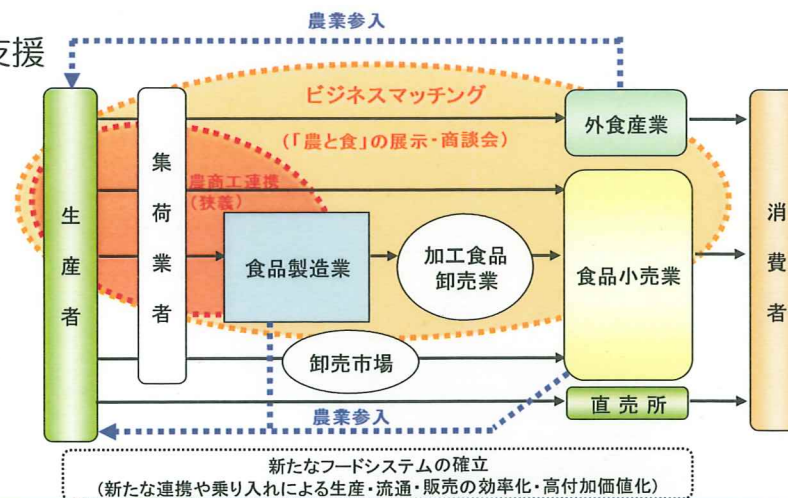 農業参入
支援
ビジネスマッチング
(「農と食」の展示・商談会)
外食産業
農商工連携
(狭義)
生産者
集荷業者
食品製造業
加工食品
卸売業
食品小売業
消費者
卸売市場
農業参入
直売所
新たなフードシステムの確立
(新たな連携や乗り入れによる生産・流通・販売の効率化・高付加価値化)